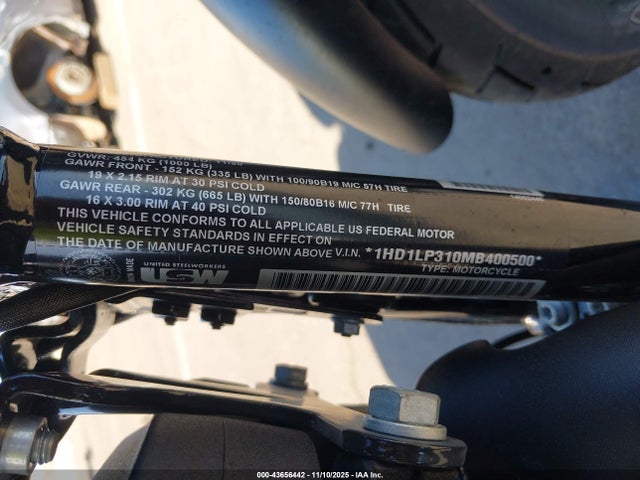 GVWR: 454 KG (1000 LB)
GAWR FRONT - 152 KG (335 LB) WITH 100/90B19 M/C 57H TIRE
19 X 2.15 RIM AT 30 PSI COLD
GAWR REAR - 302 KG (665 LB) WITH 150/80B16 M/C 77H TIRE
16 X 3.00 RIM AT 40 PSI COLD
THIS VEHICLE CONFORMS TO ALL APPLICABLE US FEDERAL MOTOR
VEHICLE SAFETY STANDARDS IN EFFECT ON
THE DATE OF MANUFACTURE SHOWN ABOVE V.I.N. *1HD1LP310MB400500*
TYPE: MOTORCYCLE
UNITED STEELWORKERS
USW
000-43656442 - 11/10/2025 - IAAI, Inc.